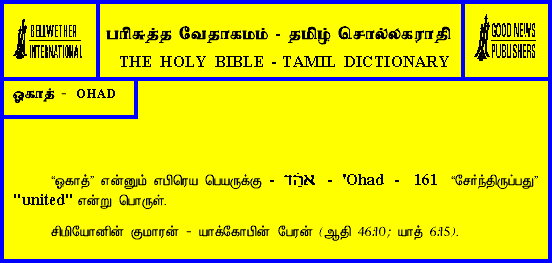 BELLWETHER
INTERNATIONAL
பரிசுத்த வேதாகமம் - தமிழ் சொல்லகராதி
THE HOLY BIBLE - TAMIL DICTIONARY
GOOD NEWS
PUBLISHERS
ஓகாத் - OHAD
“ஓகாத்” என்னும் எபிரெய பெயருக்கு - אֹהַד - 'Ohad - 161 “சேர்ந்திருப்பது”
"united" என்று பொருள்.
சிமியோனின் குமாரன் - யாக்கோபின் பேரன் (ஆதி 46:10; யாத் 6:15).